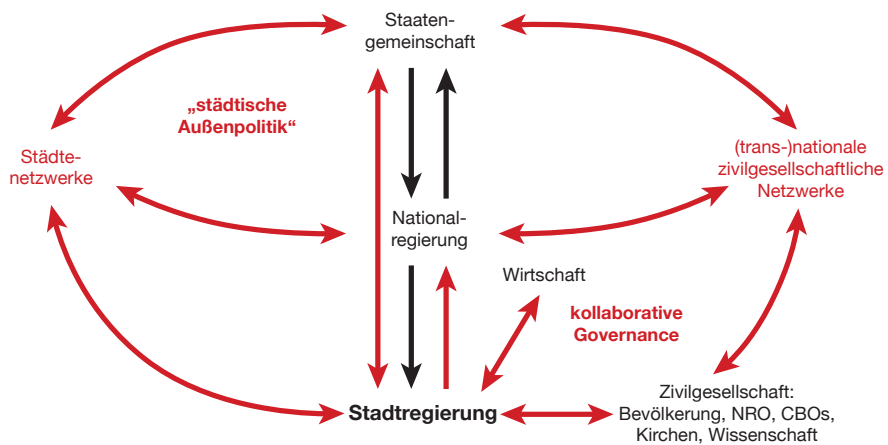 Staaten-
gemeinschaft
„städtische
Außenpolitik“
Städte-
netzwerke
(trans-)nationale
zivilgesellschaftliche
Netzwerke
National-
regierung
Wirtschaft
kollaborative
Governance
Stadtregierung
Zivilgesellschaft:
Bevölkerung, NRO, CBOs,
Kirchen, Wissenschaft